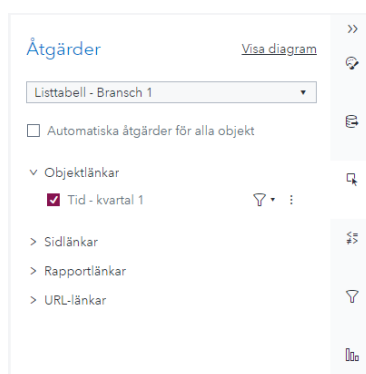 Åtgärder
Visa diagram
Listtabell - Bransch 1
Automatiska åtgärder för alla objekt
Objektlänkar
Tid - kvartal 1
Sidlänkar
Rapportlänkar
URL-länkar